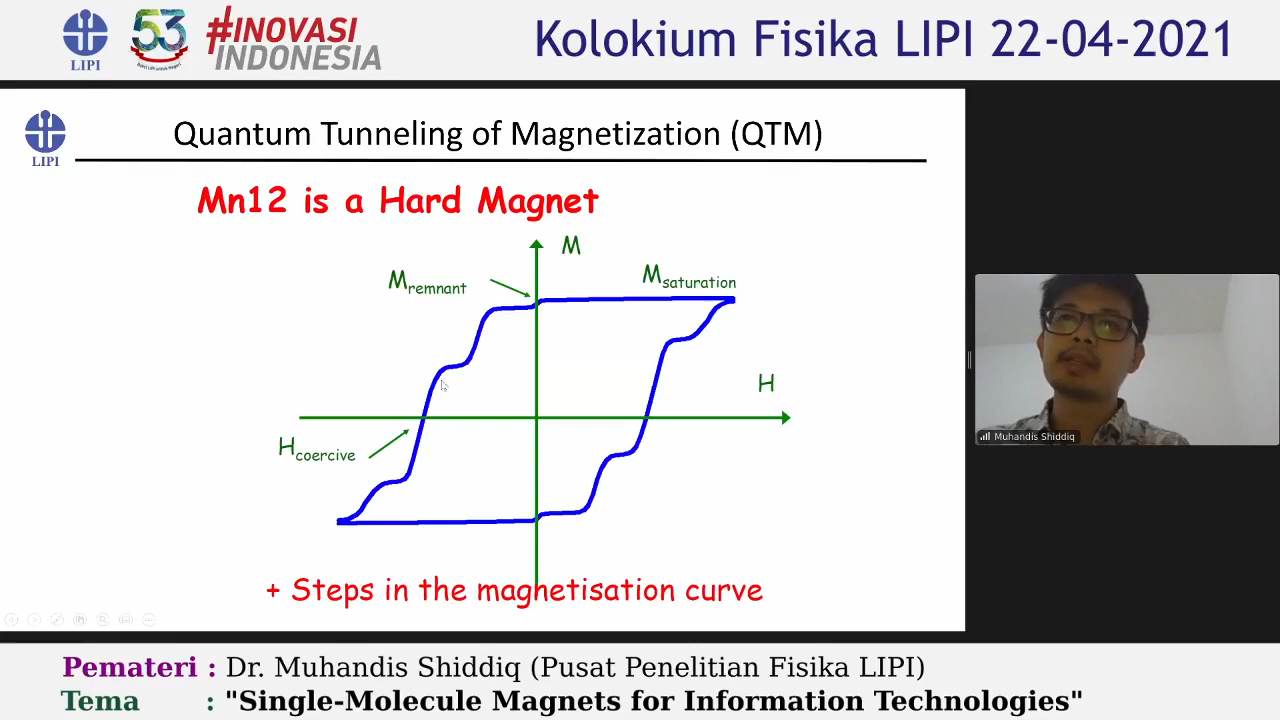 LIPI
53
#INOVASI
INDONESIA
Kolokium Fisika LIPI 22-04-2021
LIPI
Quantum Tunneling of Magnetization (QTM)
Mn12 is a Hard Magnet
M
Mremnant
Msaturation
H
Hcoercive
+ Steps in the magnetisation curve
Muhandis Shiddiq
Pemateri : Dr. Muhandis Shiddiq (Pusat Penelitian Fisika LIPI)
Tema : "Single-Molecule Magnets for Information Technologies"